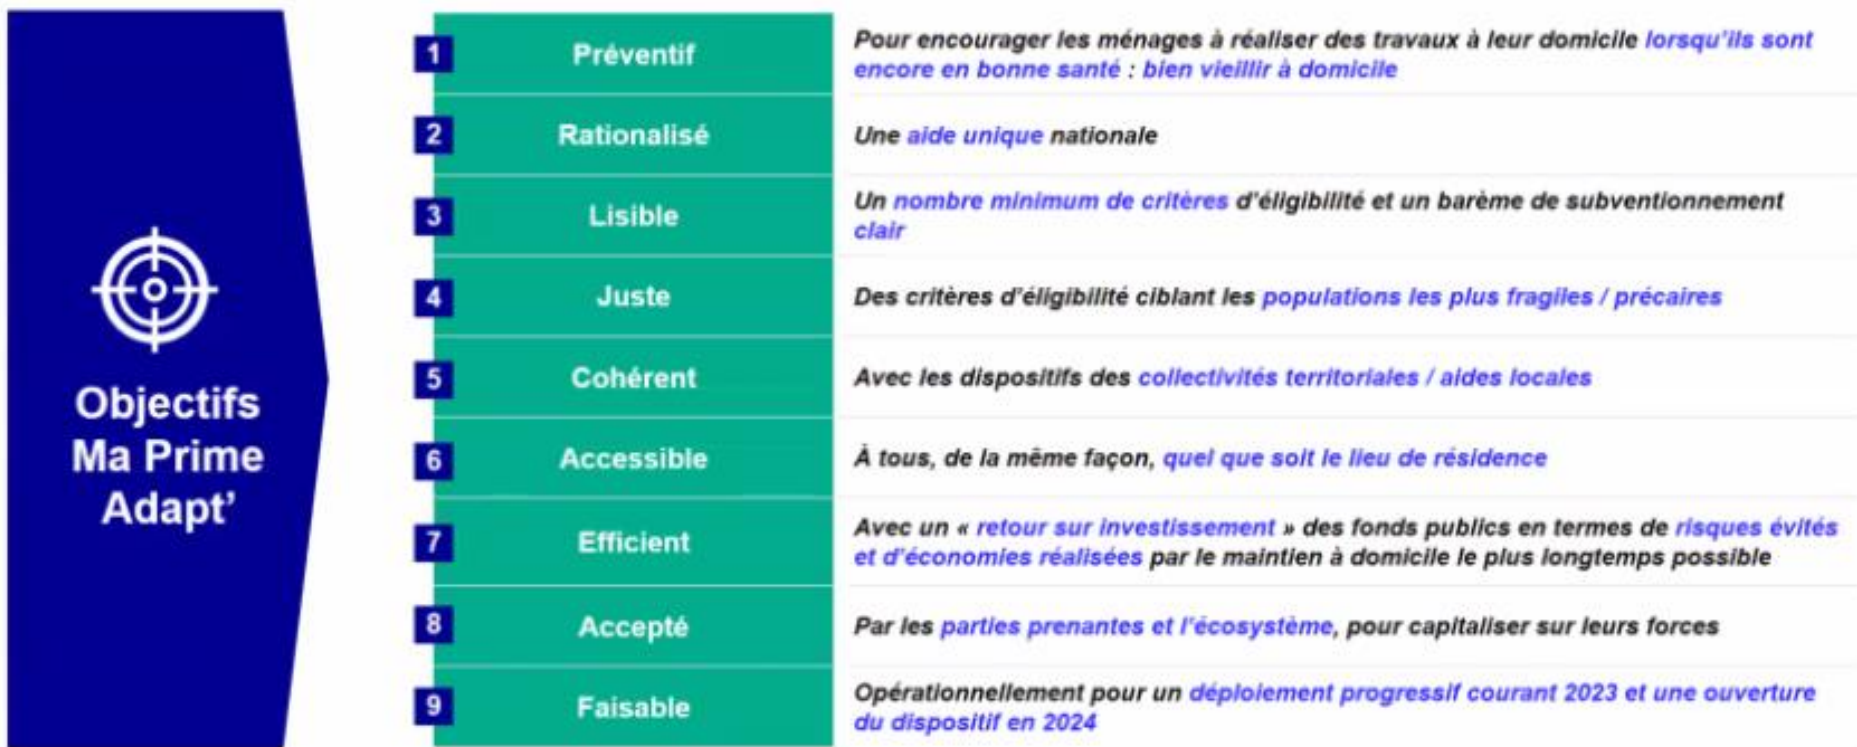 Objectifs
Ma Prime
Adapt'
1
Préventif
Pour encourager les ménages à réaliser des travaux à leur domicile lorsqu'ils sont
encore en bonne santé : bien vieillir à domicile
2
Rationalisé
Une aide unique nationale
3
Lisible
Un nombre minimum de critères d'éligibilité et un barème de subventionnement
clair
4
Juste
Des critères d'éligibilité ciblant les populations les plus fragiles / précaires
5
Cohérent
Avec les dispositifs des collectivités territoriales / aides locales
6
Accessible
À tous, de la même façon, quel que soit le lieu de résidence
7
Efficient
Avec un « retour sur investissement » des fonds publics en termes de risques évités
et d'économies réalisées par le maintien à domicile le plus longtemps possible
8
Accepté
Par les parties prenantes et l'écosystème, pour capitaliser sur leurs forces
9
Faisable
Opérationnellement pour un déploiement progressif courant 2023 et une ouverture
du dispositif en 2024